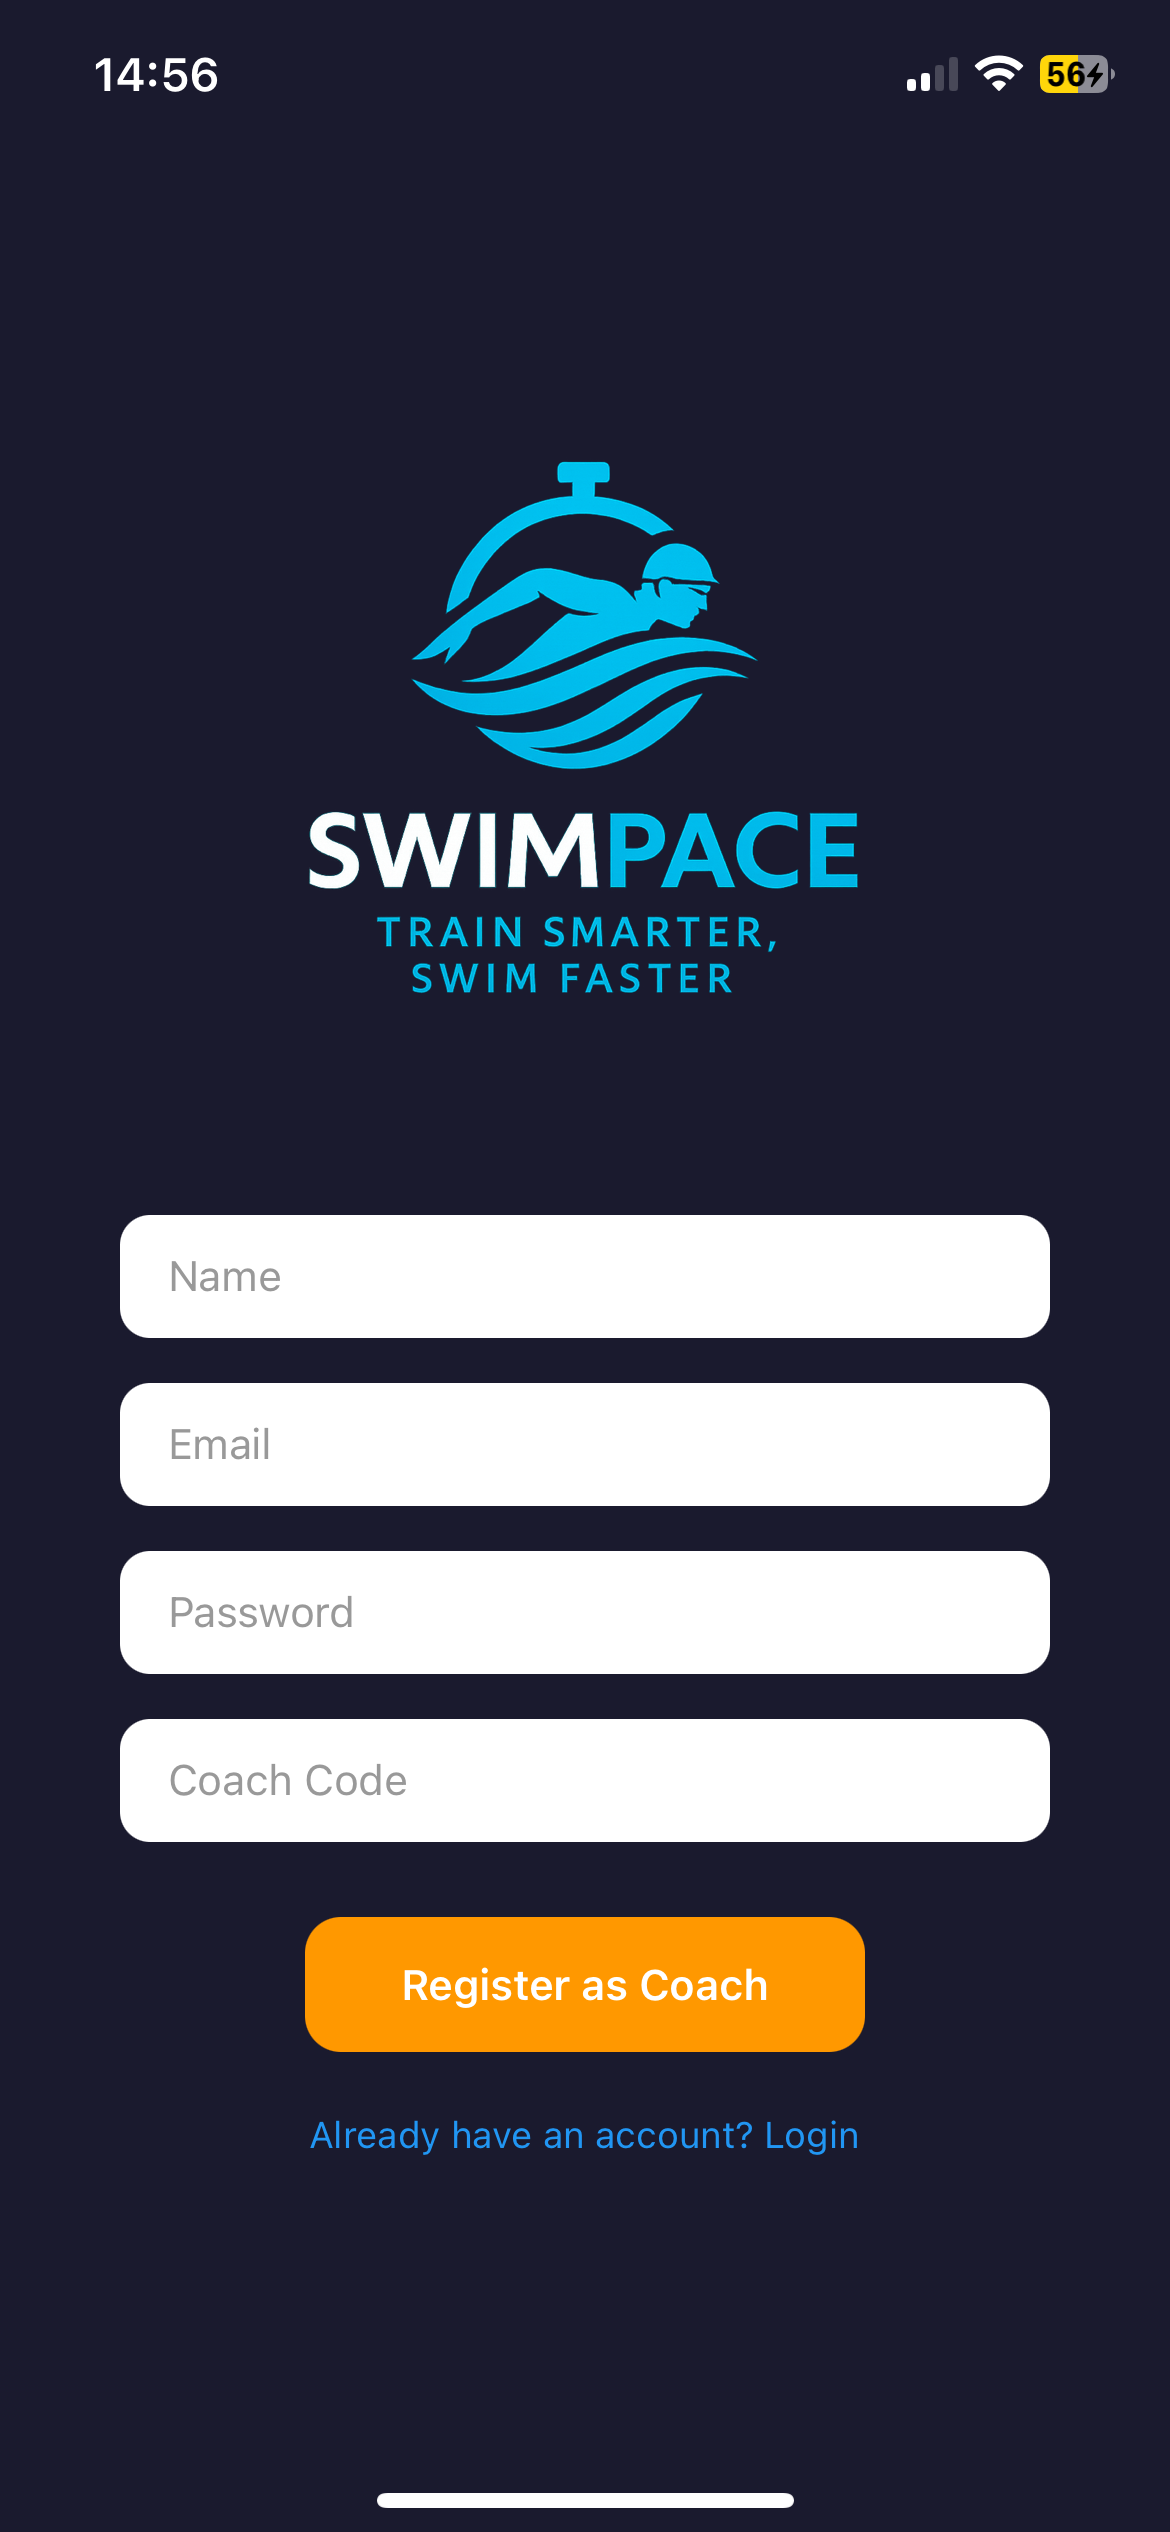 14:56
56
SWIMPACE
TRAIN SMARTER,
SWIM FASTER
Name
Email
Password
Coach Code
Register as Coach
Already have an account? Login